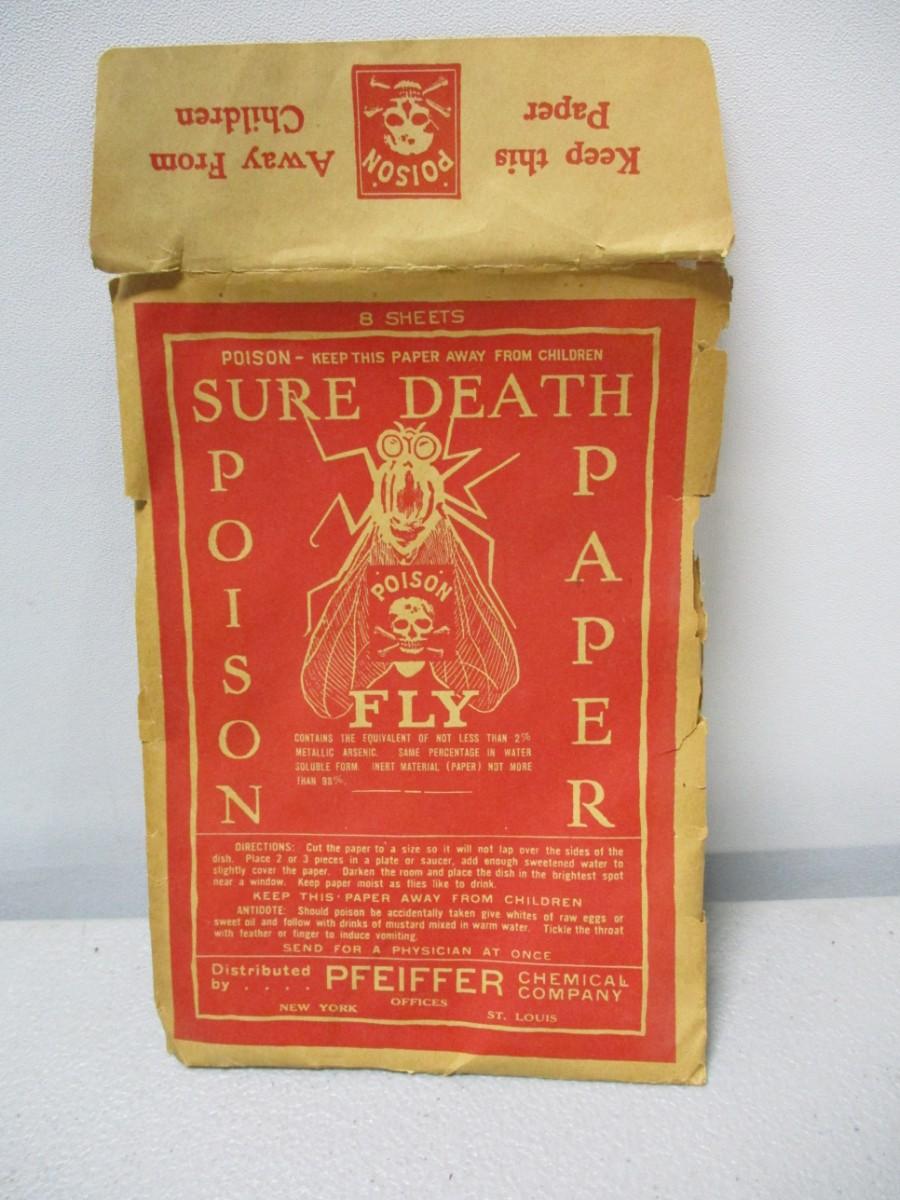 Keep this
Paper
POISON
Away From
Children
8 SHEETS
POISON - KEEP THIS PAPER AWAY FROM CHILDREN
SURE DEATH
POISON
PAPER
POISON
FLY
CONTAINS THE EQUIVALENT OF NOT LESS THAN 2%
METALLIC ARSENIC. SAME PERCENTAGE IN WATER
SOLUBLE FORM. INERT MATERIAL (PAPER) NOT MORE
THAN 98%.
DIRECTIONS: Cut the paper to a size so it will not lap over the sides of the
dish. Place 2 or 3 pieces in a plate or saucer, add enough sweetened water to
slightly cover the paper. Darken the room and place the dish in the brightest spot
near a window. Keep paper moist as flies like to drink.
KEEP THIS PAPER AWAY FROM CHILDREN
ANTIDOTE: Should poison be accidentally taken give whites of raw eggs or
sweet oil and follow with drinks of mustard mixed in warm water. Tickle the throat
with feather or finger to induce vomiting.
SEND FOR A PHYSICIAN AT ONCE
Distributed
by . . . .
PFEIFFER
CHEMICAL
COMPANY
OFFICES
NEW YORK
ST. LOUIS